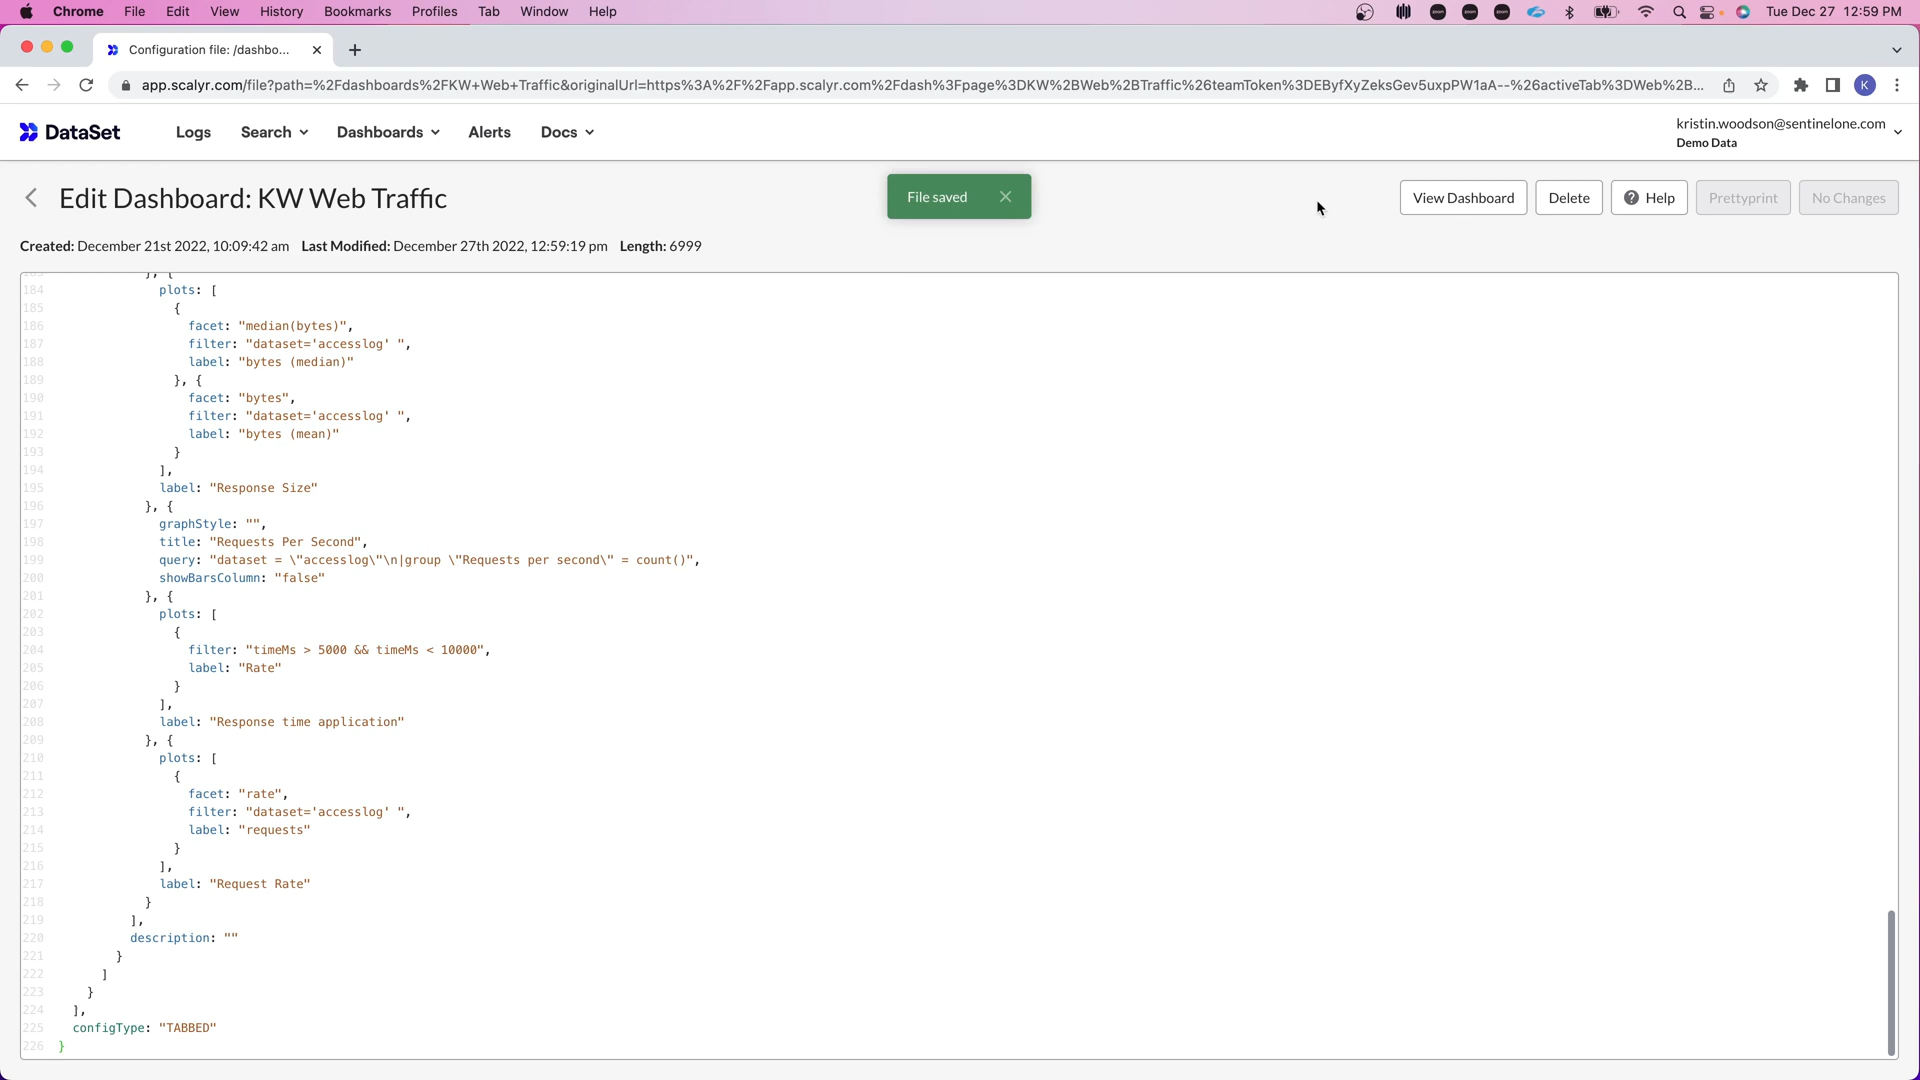 Chrome File Edit View History Bookmarks Profiles Tab Window Help
zoom zoom zoom
Tue Dec 27 12:59 PM
Configuration file: /dashbo...
app.scalyr.com/file?path=%2Fdashboards%2FKW+Web+Traffic&originalUrl=https%3A%2F%2Fapp.scalyr.com%2Fdash%3Fpage%3DKW%2BWeb%2BTraffic%26teamToken%3DEByfXyZeksGev5uxpPW1aA--%26activeTab%3DWeb%2B...
K
DataSet Logs Search Dashboards Alerts Docs
kristin.woodson@sentinelone.com
Demo Data
Edit Dashboard: KW Web Traffic
File saved
View Dashboard Delete Help Prettyprint No Changes
Created: December 21st 2022, 10:09:42 am Last Modified: December 27th 2022, 12:59:19 pm Length: 6999
183 }, {
184 plots: [
185 {
186 facet: "median(bytes)",
187 filter: "dataset='accesslog' ",
188 label: "bytes (median)"
189 }, {
190 facet: "bytes",
191 filter: "dataset='accesslog' ",
192 label: "bytes (mean)"
193 }
194 ],
195 label: "Response Size"
196 }, {
197 graphStyle: "",
198 title: "Requests Per Second",
199 query: "dataset = \"accesslog\"\n|group \"Requests per second\" = count()",
200 showBarsColumn: "false"
201 }, {
202 plots: [
203 {
204 filter: "timeMs > 5000 && timeMs < 10000",
205 label: "Rate"
206 }
207 ],
208 label: "Response time application"
209 }, {
210 plots: [
211 {
212 facet: "rate",
213 filter: "dataset='accesslog' ",
214 label: "requests"
215 }
216 ],
217 label: "Request Rate"
218 }
219 ],
220 description: ""
221 }
222 ]
223 }
224 ],
225 configType: "TABBED"
226 }